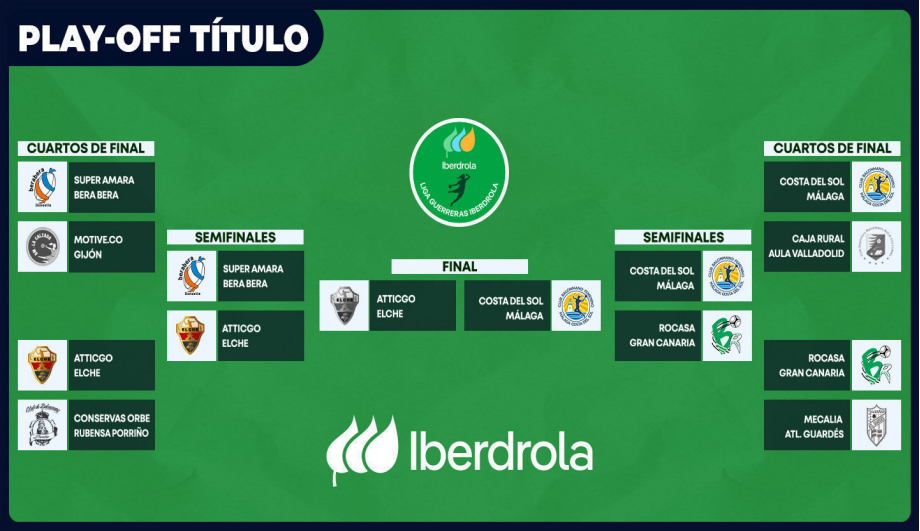 PLAY-OFF TÍTULO
Iberdrola
LIGA GUERRERAS IBERDROLA
CUARTOS DE FINAL
SUPER AMARA
BERA BERA
MOTIVE.CO
GIJÓN
ATTICGO
ELCHE
CONSERVAS ORBE
RUBENSA PORRIÑO
SEMIFINALES
SUPER AMARA
BERA BERA
ATTICGO
ELCHE
FINAL
ATTICGO
ELCHE
COSTA DEL SOL
MÁLAGA
SEMIFINALES
COSTA DEL SOL
MÁLAGA
ROCASA
GRAN CANARIA
CUARTOS DE FINAL
COSTA DEL SOL
MÁLAGA
CAJA RURAL
AULA VALLADOLID
ROCASA
GRAN CANARIA
MECALIA
ATL. GUARDÉS
Iberdrola